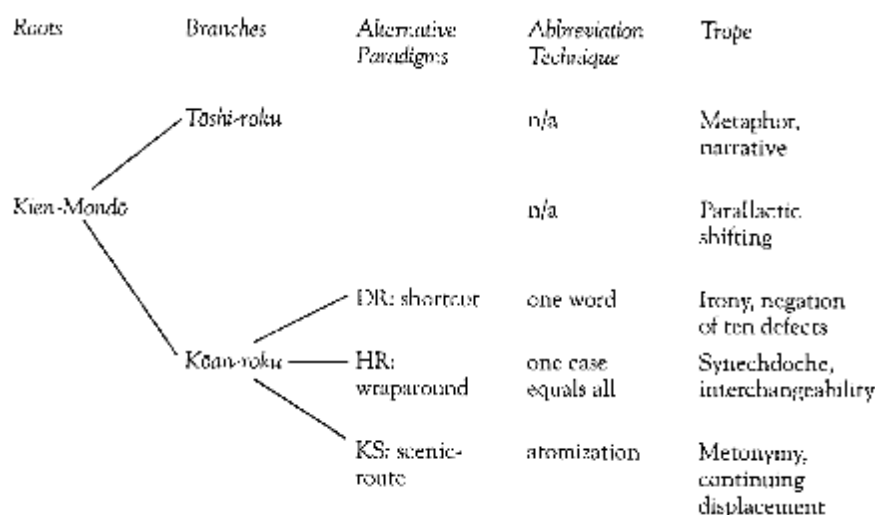 Roots Branches Alternative Abbreviation Trope
Paradigms Technique
Tōshi-roku n/a Metaphor,
narrative
Kien-Mondō n/a Parallactic
shifting
DR: shortcut one word Irony, negation
of ten defects
Kōan-roku HR: one case Synechdoche,
wraparound equals all interchangeability
KS: scenic- atomization Metonymy,
route continuing
displacement